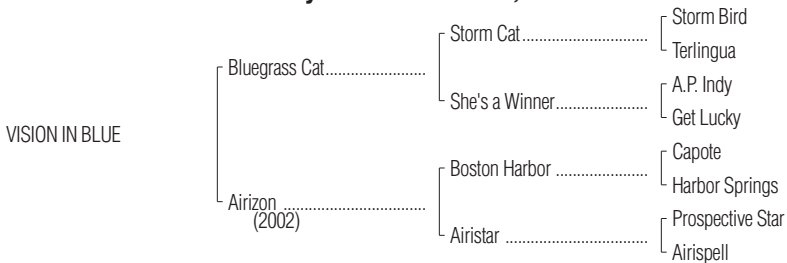 Storm Bird
Storm Cat
Terlingua
Bluegrass Cat
A.P. Indy
She's a Winner
Get Lucky
VISION IN BLUE
Capote
Boston Harbor
Harbor Springs
Airizon
(2002)
Prospective Star
Airistar
Airispell